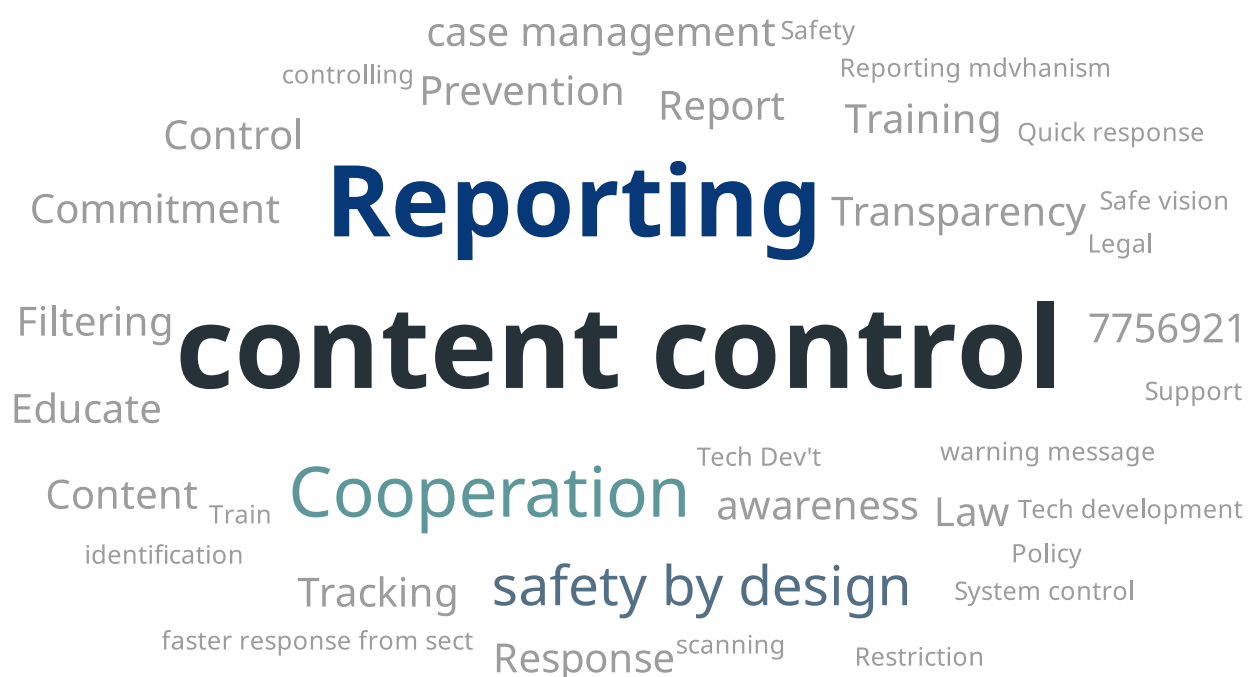 case management
Safety
controlling
Prevention
Report
Reporting mdvhanism
Control
Training
Quick response
Commitment
Reporting
Transparency
Safe vision
Legal
Filtering
content control
7756921
Support
Educate
Tech Dev't
warning message
Content
Train
Cooperation
awareness
Law
Tech development
identification
Policy
Tracking
safety by design
System control
faster response from sect
Response
scanning
Restriction